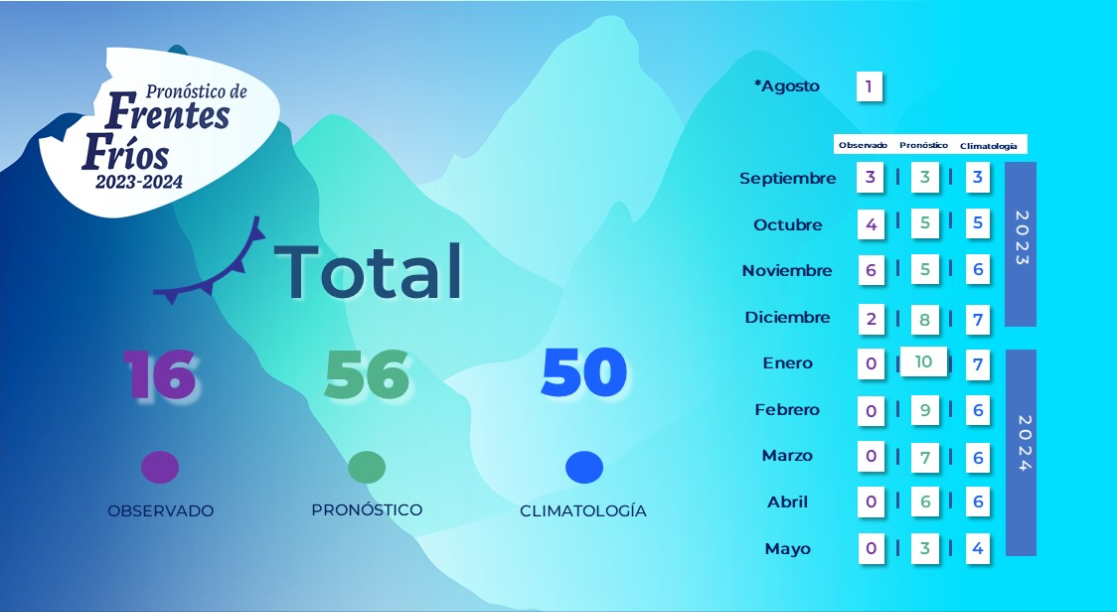 Pronóstico de
Frentes
Fríos
2023-2024
Total
16 56 50
OBSERVADO PRONÓSTICO CLIMATOLOGÍA
*Agosto 1
Observado Pronóstico Climatología
Septiembre 3 | 3 | 3
Octubre 4 | 5 | 5
Noviembre 6 | 5 | 6
Diciembre 2 | 8 | 7
2023
Enero 0 | 10 | 7
Febrero 0 | 9 | 6
Marzo 0 | 7 | 6
Abril 0 | 6 | 6
Mayo 0 | 3 | 4
2024